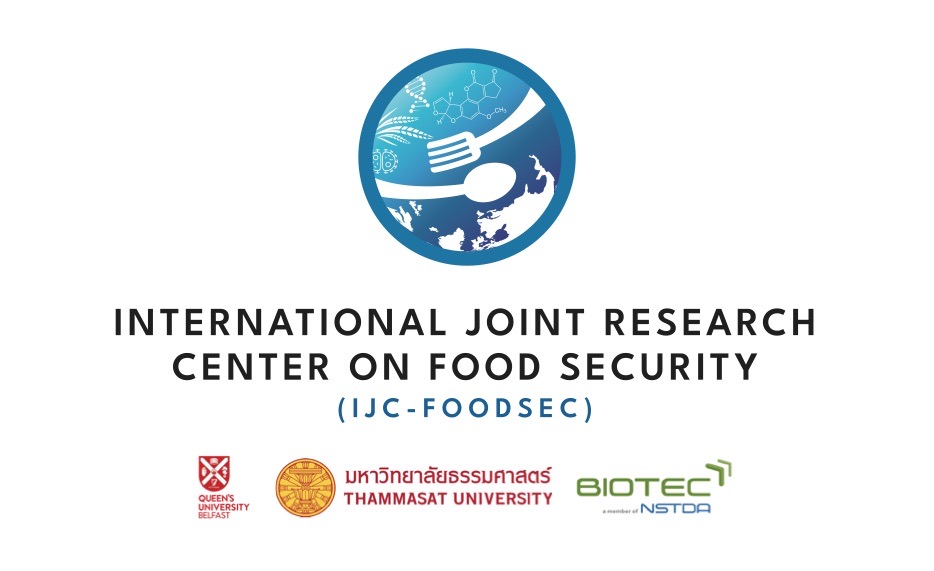 O
O
H
O
H
O
O
CH3
INTERNATIONAL JOINT RESEARCH
CENTER ON FOOD SECURITY
(IJC-FOODSEC)
QUEEN'S
UNIVERSITY
BELFAST
มหาวิทยาลัยธรรมศาสตร์
THAMMASAT UNIVERSITY
BIOTEC
a member of NSTDA